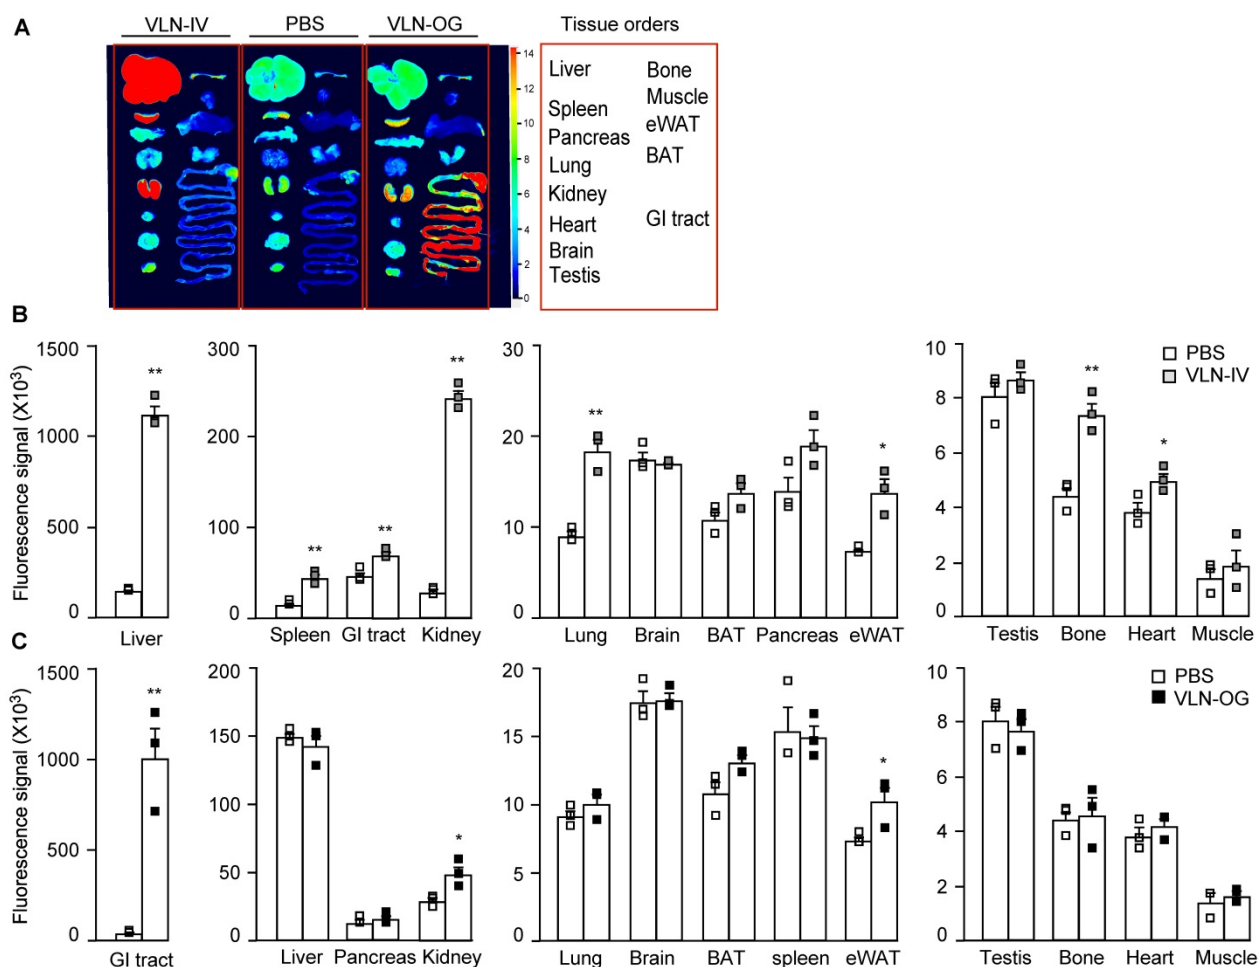 A
VLN-IV PBS VLN-OG Tissue orders
14
12
10
8
6
4
2
0
Liver
Spleen
Pancreas
Lung
Kidney
Heart
Brain
Testis
Bone
Muscle
eWAT
BAT
GI tract
B
Fluorescence signal (X10³)
1500
1000
500
0
**
Liver
300
200
100
0
** ** **
Spleen GI tract Kidney
30
20
10
0
** *
Lung Brain BAT Pancreas eWAT
10
8
6
4
2
0
** *
PBS
VLN-IV
Testis Bone Heart Muscle
C
Fluorescence signal (X10³)
1500
1000
500
0
**
GI tract
200
150
100
50
0
*
Liver Pancreas Kidney
20
15
10
5
0
*
Lung Brain BAT spleen eWAT
10
8
6
4
2
0
PBS
VLN-OG
Testis Bone Heart Muscle